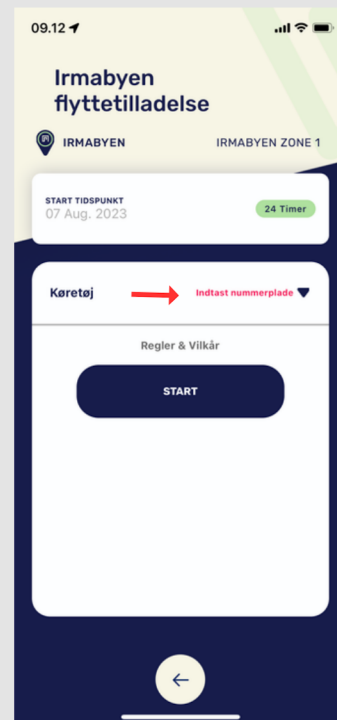 09.12
Irmabyen
flyttetilladelse
IRMABYEN IRMABYEN ZONE 1
START TIDSPUNKT
07 Aug. 2023
24 Timer
Køretøj Indtast nummerplade
Regler & Vilkår
START